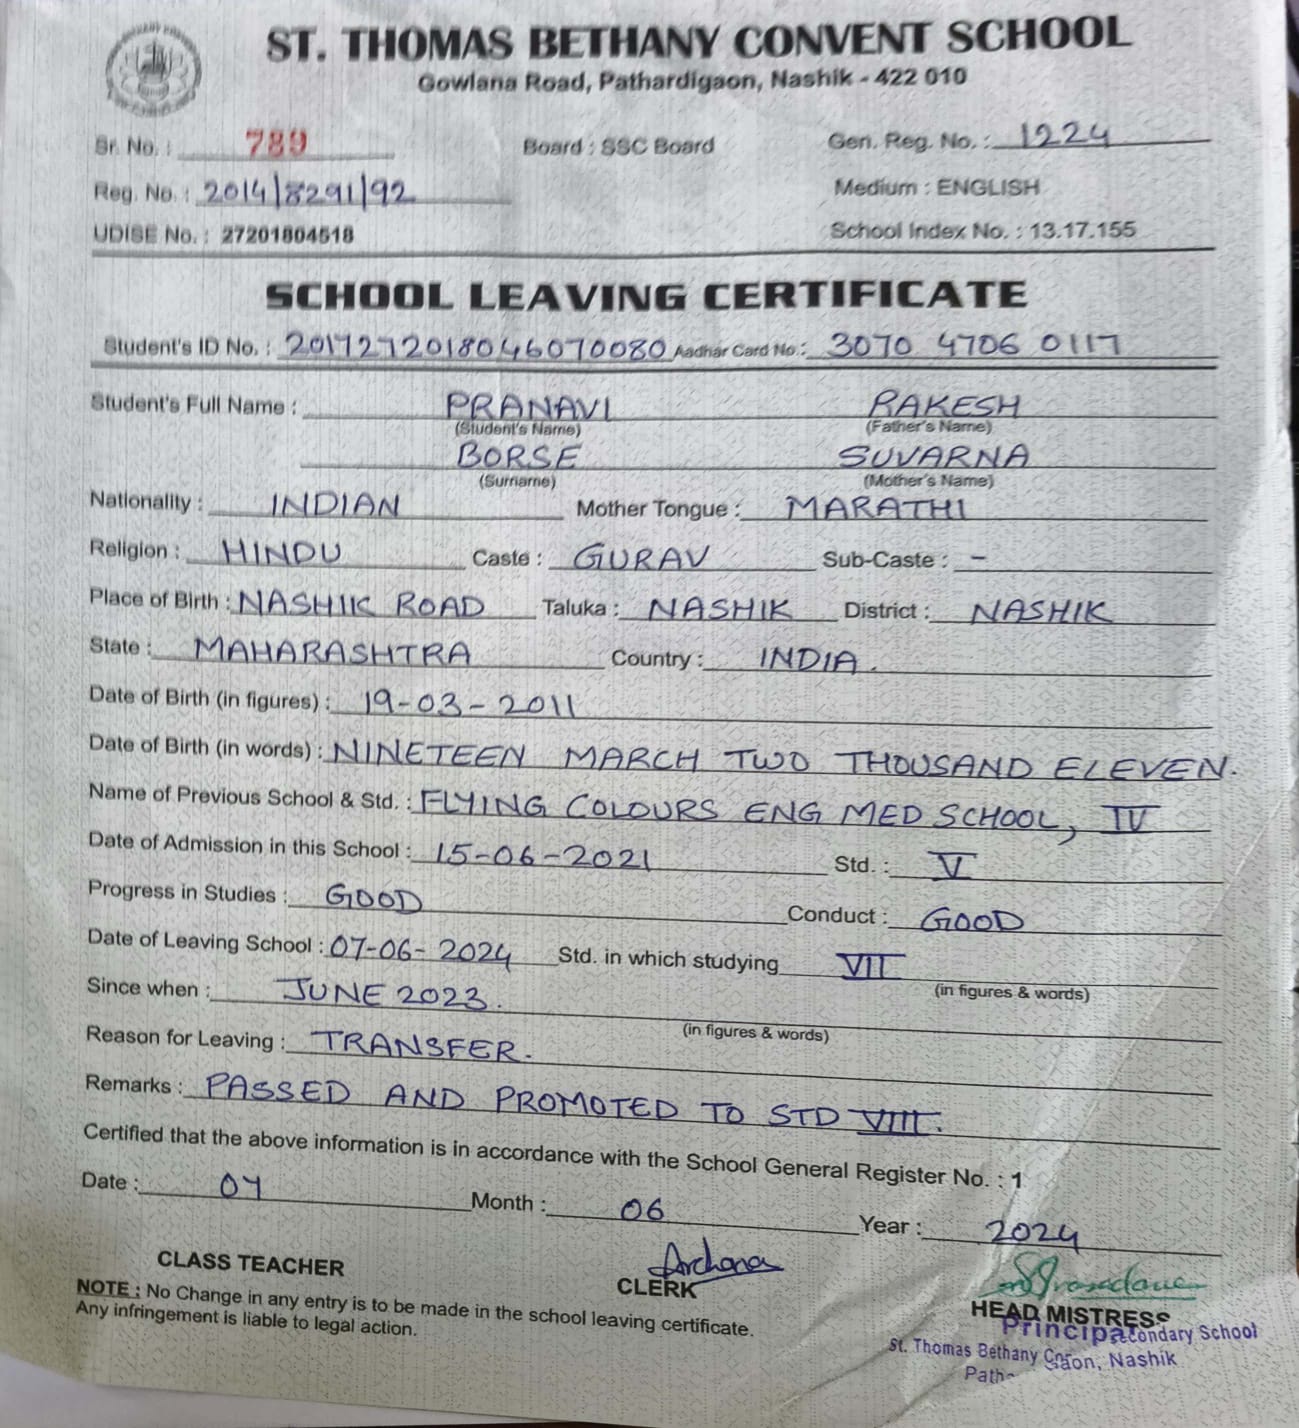 ST. THOMAS BETHANY CONVENT SCHOOL
Gowlana Road, Pathardigaon, Nashik - 422 010
Sr. No. : 789 Board : SSC Board Gen. Reg. No. : 1224
Reg. No. : 2014/8291/92 Medium : ENGLISH
UDISE No. : 27201804518 School Index No. : 13.17.155
SCHOOL LEAVING CERTIFICATE
Student's ID No. : 2017272018046070080 Aadhar Card No.: 3070 4706 0117
Student's Full Name : PRANAVI RAKESH
(Student's Name) (Father's Name)
BORSE SUVARNA
(Surname) (Mother's Name)
Nationality : INDIAN Mother Tongue : MARATHI
Religion : HINDU Caste : GURAV Sub-Caste : -
Place of Birth : NASHIK ROAD Taluka : NASHIK District : NASHIK
State : MAHARASHTRA Country : INDIA.
Date of Birth (in figures) : 19-03-2011
Date of Birth (in words) : NINETEEN MARCH TWO THOUSAND ELEVEN.
Name of Previous School & Std. : FLYING COLOURS ENG MED SCHOOL, IV
Date of Admission in this School : 15-06-2021 Std. : V
Progress in Studies : GOOD Conduct : GOOD
Date of Leaving School : 07-06-2024 Std. in which studying VII
(in figures & words)
Since when : JUNE 2023.
(in figures & words)
Reason for Leaving : TRANSFER.
Remarks : PASSED AND PROMOTED TO STD VIII.
Certified that the above information is in accordance with the School General Register No. : 1
Date : 07 Month : 06 Year : 2024
Archana
CLASS TEACHER CLERK HEAD MISTRESS
NOTE : No Change in any entry is to be made in the school leaving certificate.
Any infringement is liable to legal action.
Principal
St. Thomas Bethany School
Nashik